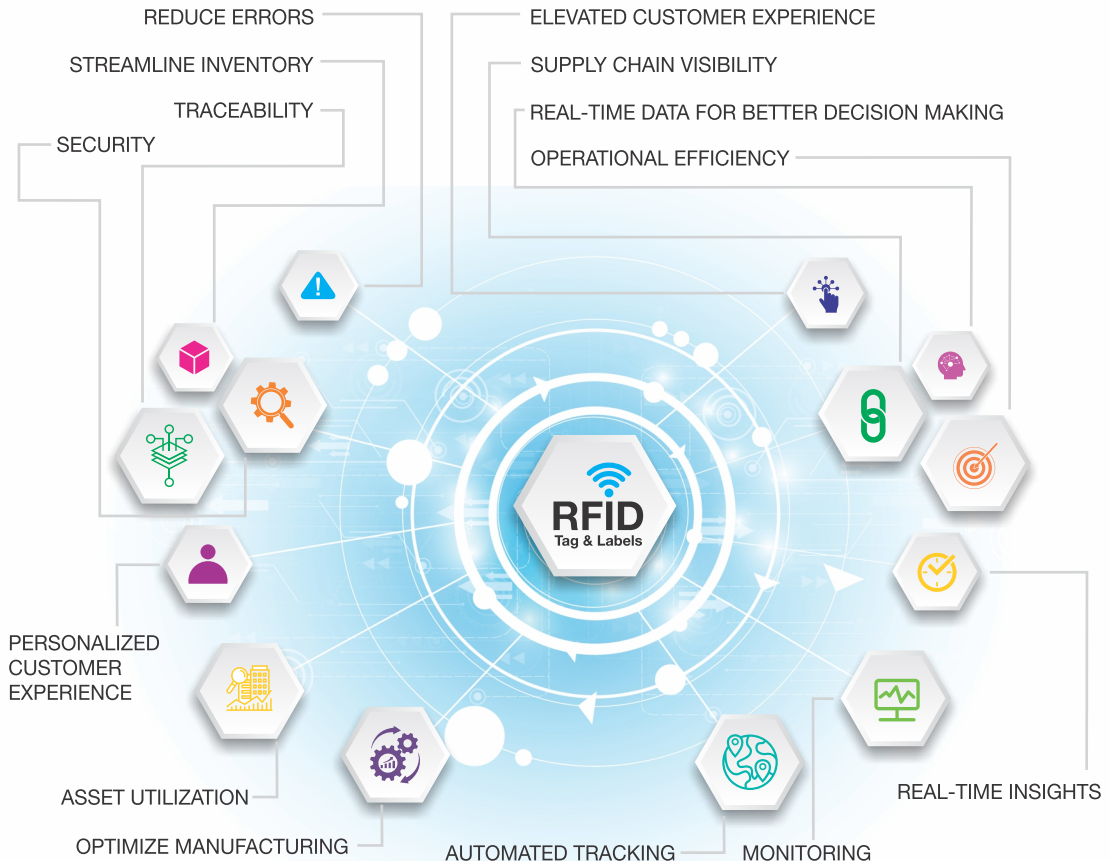 REDUCE ERRORS
STREAMLINE INVENTORY
TRACEABILITY
SECURITY
ELEVATED CUSTOMER EXPERIENCE
SUPPLY CHAIN VISIBILITY
REAL-TIME DATA FOR BETTER DECISION MAKING
OPERATIONAL EFFICIENCY
RFID
Tag & Labels
PERSONALIZED
CUSTOMER
EXPERIENCE
ASSET UTILIZATION
OPTIMIZE MANUFACTURING
AUTOMATED TRACKING
MONITORING
REAL-TIME INSIGHTS